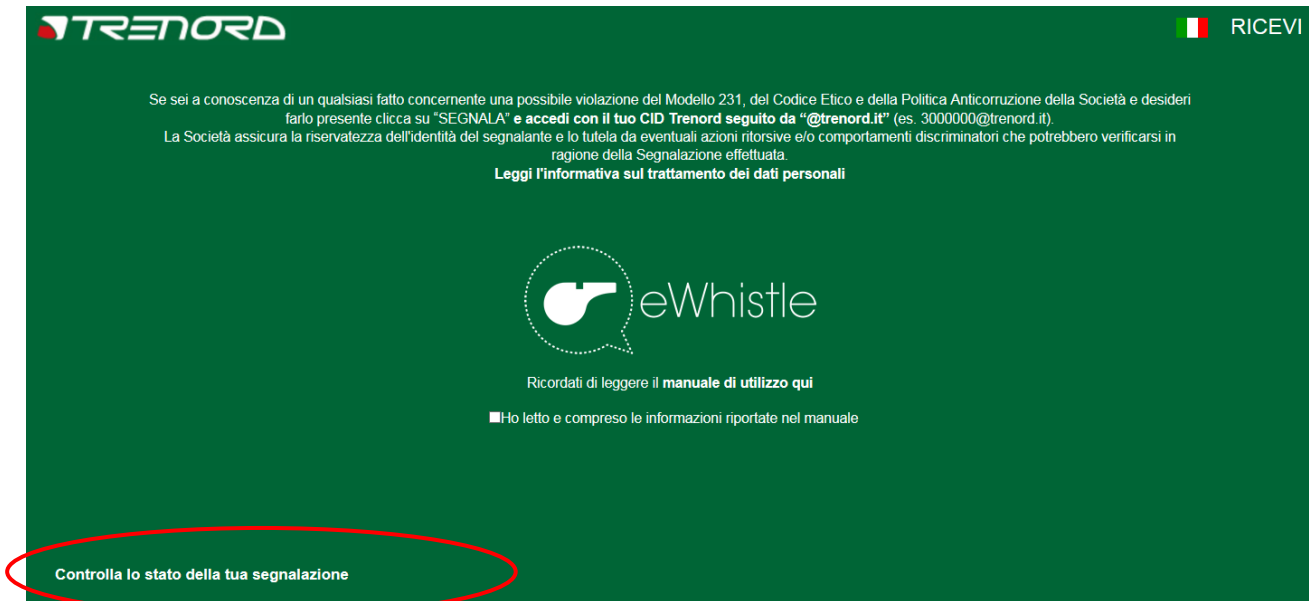 TRENORD
RICEVI
Se sei a conoscenza di un qualsiasi fatto concernente una possibile violazione del Modello 231, del Codice Etico e della Politica Anticorruzione della Società e desideri
farlo presente clicca su "SEGNALA" e accedi con il tuo CID Trenord seguito da “@trenord.it” (es. 3000000@trenord.it).
La Società assicura la riservatezza dell'identità del segnalante e lo tutela da eventuali azioni ritorsive e/o comportamenti discriminatori che potrebbero verificarsi in
ragione della Segnalazione effettuata.
Leggi l'informativa sul trattamento dei dati personali
eWhistle
Ricordati di leggere il manuale di utilizzo qui
Ho letto e compreso le informazioni riportate nel manuale
Controlla lo stato della tua segnalazione